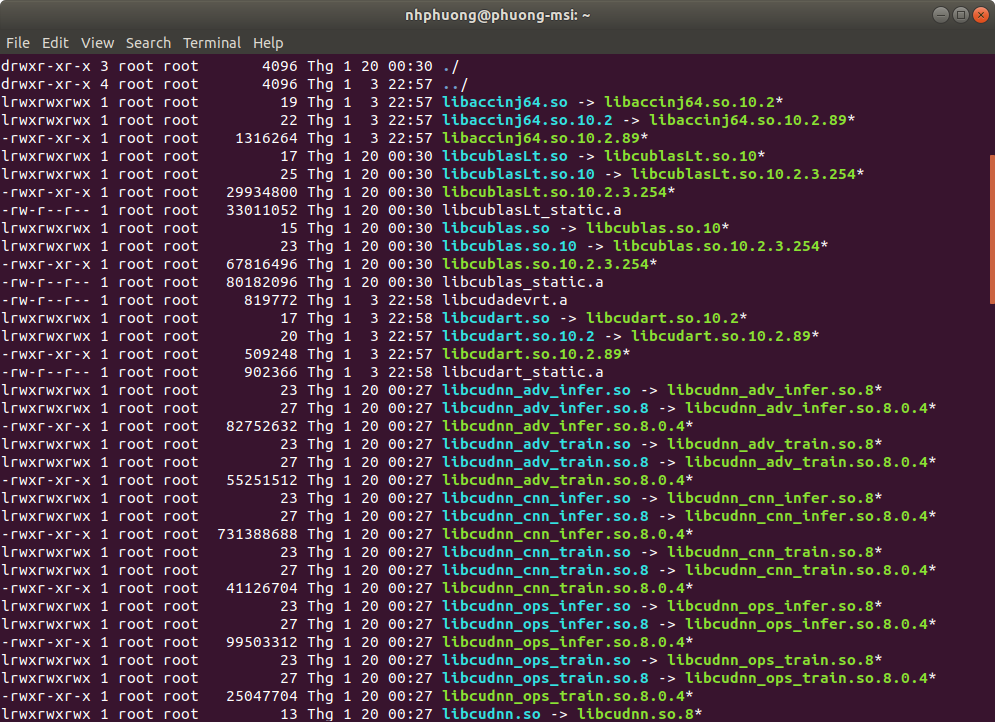 nhphuong@phuong-msi: ~
File Edit View Search Terminal Help
drwxr-xr-x 3 root root      4096 Thg 1 20 00:30 ./
drwxr-xr-x 4 root root      4096 Thg 1  3 22:57 ../
lrwxrwxrwx 1 root root        19 Thg 1  3 22:57 libaccinj64.so -> libaccinj64.so.10.2*
lrwxrwxrwx 1 root root        22 Thg 1  3 22:57 libaccinj64.so.10.2 -> libaccinj64.so.10.2.89*
-rwxr-xr-x 1 root root   1316264 Thg 1  3 22:57 libaccinj64.so.10.2.89*
lrwxrwxrwx 1 root root        17 Thg 1 20 00:30 libcublasLt.so -> libcublasLt.so.10*
lrwxrwxrwx 1 root root        25 Thg 1 20 00:30 libcublasLt.so.10 -> libcublasLt.so.10.2.3.254*
-rwxr-xr-x 1 root root  29934800 Thg 1 20 00:30 libcublasLt.so.10.2.3.254*
-rw-r--r-- 1 root root  33011052 Thg 1 20 00:30 libcublasLt_static.a
lrwxrwxrwx 1 root root        15 Thg 1 20 00:30 libcublas.so -> libcublas.so.10*
lrwxrwxrwx 1 root root        23 Thg 1 20 00:30 libcublas.so.10 -> libcublas.so.10.2.3.254*
-rwxr-xr-x 1 root root  67816496 Thg 1 20 00:30 libcublas.so.10.2.3.254*
-rw-r--r-- 1 root root  80182096 Thg 1 20 00:30 libcublas_static.a
-rw-r--r-- 1 root root    819772 Thg 1  3 22:58 libcudadevrt.a
lrwxrwxrwx 1 root root        17 Thg 1  3 22:58 libcudart.so -> libcudart.so.10.2*
lrwxrwxrwx 1 root root        20 Thg 1  3 22:57 libcudart.so.10.2 -> libcudart.so.10.2.89*
-rwxr-xr-x 1 root root    509248 Thg 1  3 22:57 libcudart.so.10.2.89*
-rw-r--r-- 1 root root    902366 Thg 1  3 22:58 libcudart_static.a
lrwxrwxrwx 1 root root        23 Thg 1 20 00:27 libcudnn_adv_infer.so -> libcudnn_adv_infer.so.8*
lrwxrwxrwx 1 root root        27 Thg 1 20 00:27 libcudnn_adv_infer.so.8 -> libcudnn_adv_infer.so.8.0.4*
-rwxr-xr-x 1 root root  82752632 Thg 1 20 00:27 libcudnn_adv_infer.so.8.0.4*
lrwxrwxrwx 1 root root        23 Thg 1 20 00:27 libcudnn_adv_train.so -> libcudnn_adv_train.so.8*
lrwxrwxrwx 1 root root        27 Thg 1 20 00:27 libcudnn_adv_train.so.8 -> libcudnn_adv_train.so.8.0.4*
-rwxr-xr-x 1 root root  55251512 Thg 1 20 00:27 libcudnn_adv_train.so.8.0.4*
lrwxrwxrwx 1 root root        23 Thg 1 20 00:27 libcudnn_cnn_infer.so -> libcudnn_cnn_infer.so.8*
lrwxrwxrwx 1 root root        27 Thg 1 20 00:27 libcudnn_cnn_infer.so.8 -> libcudnn_cnn_infer.so.8.0.4*
-rwxr-xr-x 1 root root 731388688 Thg 1 20 00:27 libcudnn_cnn_infer.so.8.0.4*
lrwxrwxrwx 1 root root        23 Thg 1 20 00:27 libcudnn_cnn_train.so -> libcudnn_cnn_train.so.8*
lrwxrwxrwx 1 root root        27 Thg 1 20 00:27 libcudnn_cnn_train.so.8 -> libcudnn_cnn_train.so.8.0.4*
-rwxr-xr-x 1 root root  41126704 Thg 1 20 00:27 libcudnn_cnn_train.so.8.0.4*
lrwxrwxrwx 1 root root        23 Thg 1 20 00:27 libcudnn_ops_infer.so -> libcudnn_ops_infer.so.8*
lrwxrwxrwx 1 root root        27 Thg 1 20 00:27 libcudnn_ops_infer.so.8 -> libcudnn_ops_infer.so.8.0.4*
-rwxr-xr-x 1 root root  99503312 Thg 1 20 00:27 libcudnn_ops_infer.so.8.0.4*
lrwxrwxrwx 1 root root        23 Thg 1 20 00:27 libcudnn_ops_train.so -> libcudnn_ops_train.so.8*
lrwxrwxrwx 1 root root        27 Thg 1 20 00:27 libcudnn_ops_train.so.8 -> libcudnn_ops_train.so.8.0.4*
-rwxr-xr-x 1 root root  25047704 Thg 1 20 00:27 libcudnn_ops_train.so.8.0.4*
lrwxrwxrwx 1 root root        13 Thg 1 20 00:27 libcudnn.so -> libcudnn.so.8*